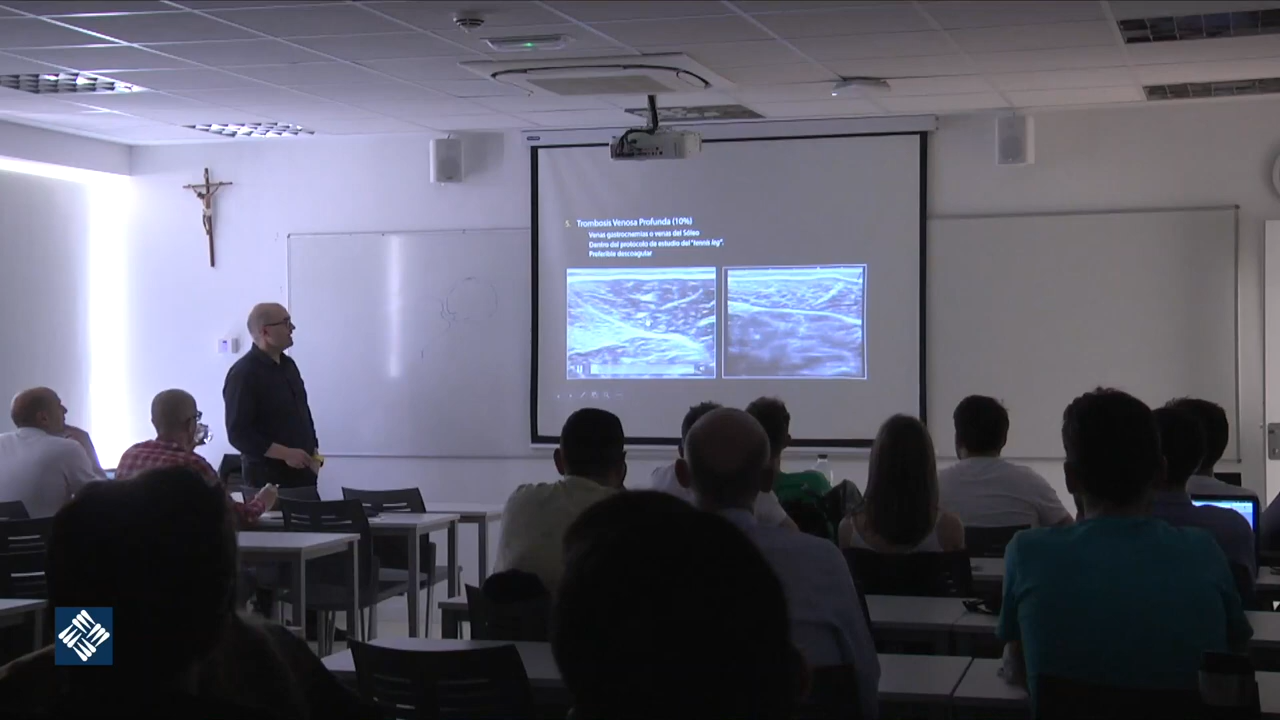 5. Trombosis Venosa Profunda (10%)
Venas gastrocnemias o venas del Sóleo
Dentro del protocolo de estudio del "tennis leg".
Preferible descoagular